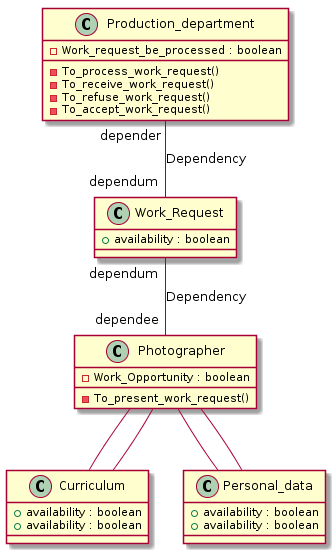 C Production_department
Work_request_be_processed : boolean
To_process_work_request()
To_receive_work_request()
To_refuse_work_request()
To_accept_work_request()
depender
Dependency
dependum
C Work_Request
availability : boolean
dependum
Dependency
dependee
C Photographer
Work_Opportunity : boolean
To_present_work_request()
C Curriculum
availability : boolean
availability : boolean
C Personal_data
availability : boolean
availability : boolean